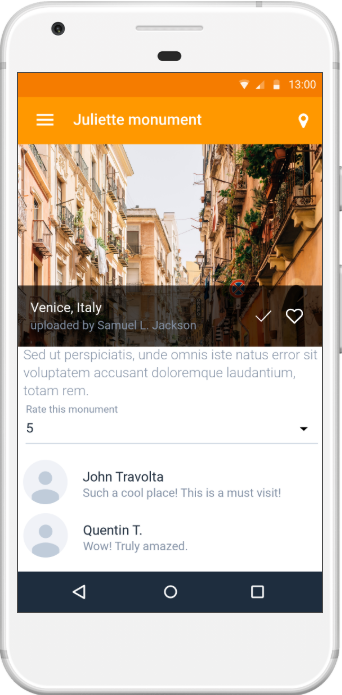 13:00
Juliette monument
Venice, Italy
uploaded by Samuel L. Jackson
Sed ut perspiciatis, unde omnis iste natus error sit
voluptatem accusant doloremque laudantium,
totam rem.
Rate this monument
5
John Travolta
Such a cool place! This is a must visit!
Quentin T.
Wow! Truly amazed.